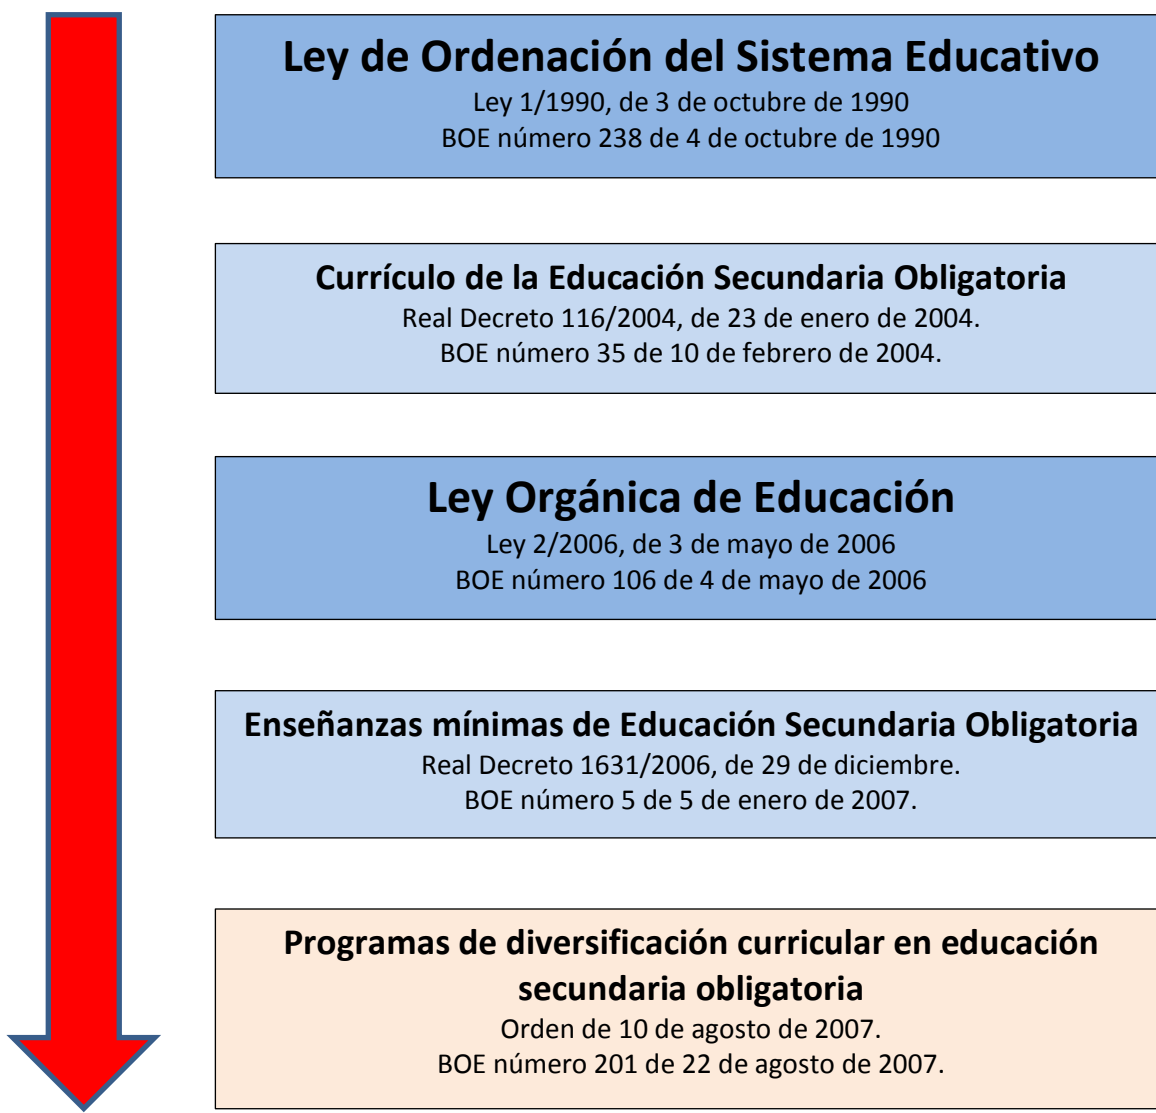 Ley de Ordenación del Sistema Educativo
Ley 1/1990, de 3 de octubre de 1990
BOE número 238 de 4 de octubre de 1990
Currículo de la Educación Secundaria Obligatoria
Real Decreto 116/2004, de 23 de enero de 2004.
BOE número 35 de 10 de febrero de 2004.
Ley Orgánica de Educación
Ley 2/2006, de 3 de mayo de 2006
BOE número 106 de 4 de mayo de 2006
Enseñanzas mínimas de Educación Secundaria Obligatoria
Real Decreto 1631/2006, de 29 de diciembre.
BOE número 5 de 5 de enero de 2007.
Programas de diversificación curricular en educación
secundaria obligatoria
Orden de 10 de agosto de 2007.
BOE número 201 de 22 de agosto de 2007.